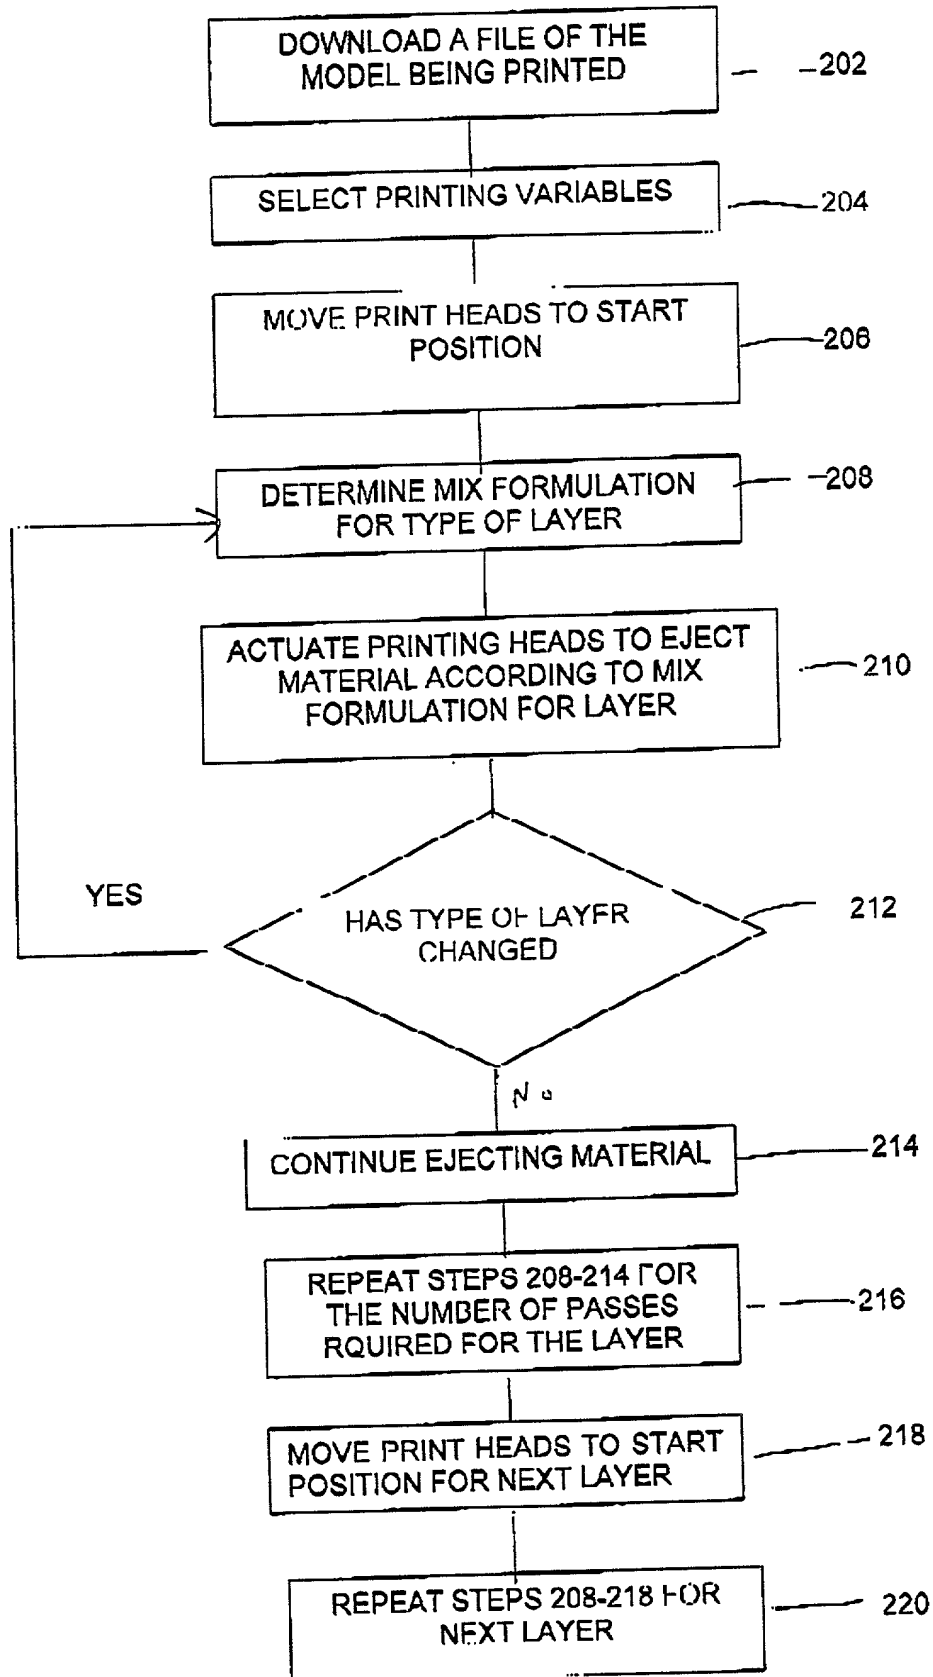 DOWNLOAD A FILE OF THE
MODEL BEING PRINTED
202
SELECT PRINTING VARIABLES
204
MOVE PRINT HEADS TO START
POSITION
206
DETERMINE MIX FORMULATION
FOR TYPE OF LAYER
208
ACTUATE PRINTING HEADS TO EJECT
MATERIAL ACCORDING TO MIX
FORMULATION FOR LAYER
210
YES
HAS TYPE OF LAYER
CHANGED
212
No
CONTINUE EJECTING MATERIAL
214
REPEAT STEPS 208-214 FOR
THE NUMBER OF PASSES
RQUIRED FOR THE LAYER
216
MOVE PRINT HEADS TO START
POSITION FOR NEXT LAYER
218
REPEAT STEPS 208-218 FOR
NEXT LAYER
220